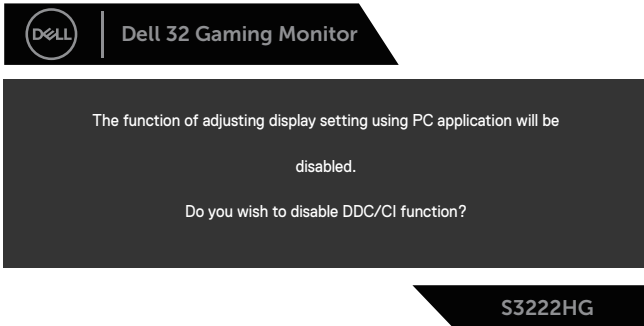 DELL
Dell 32 Gaming Monitor
The function of adjusting display setting using PC application will be
disabled.
Do you wish to disable DDC/CI function?
S3222HG